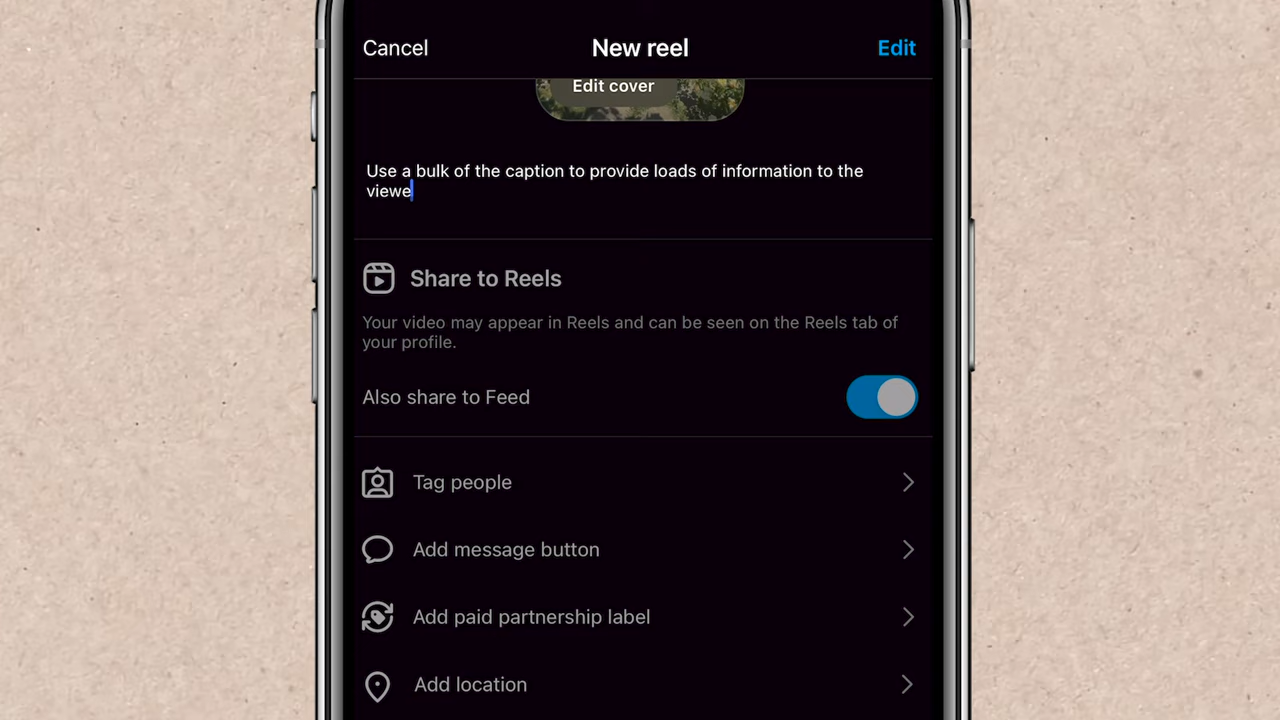 Cancel New reel Edit
Edit cover
Use a bulk of the caption to provide loads of information to the
viewe
Share to Reels
Your video may appear in Reels and can be seen on the Reels tab of
your profile.
Also share to Feed
Tag people
Add message button
Add paid partnership label
Add location